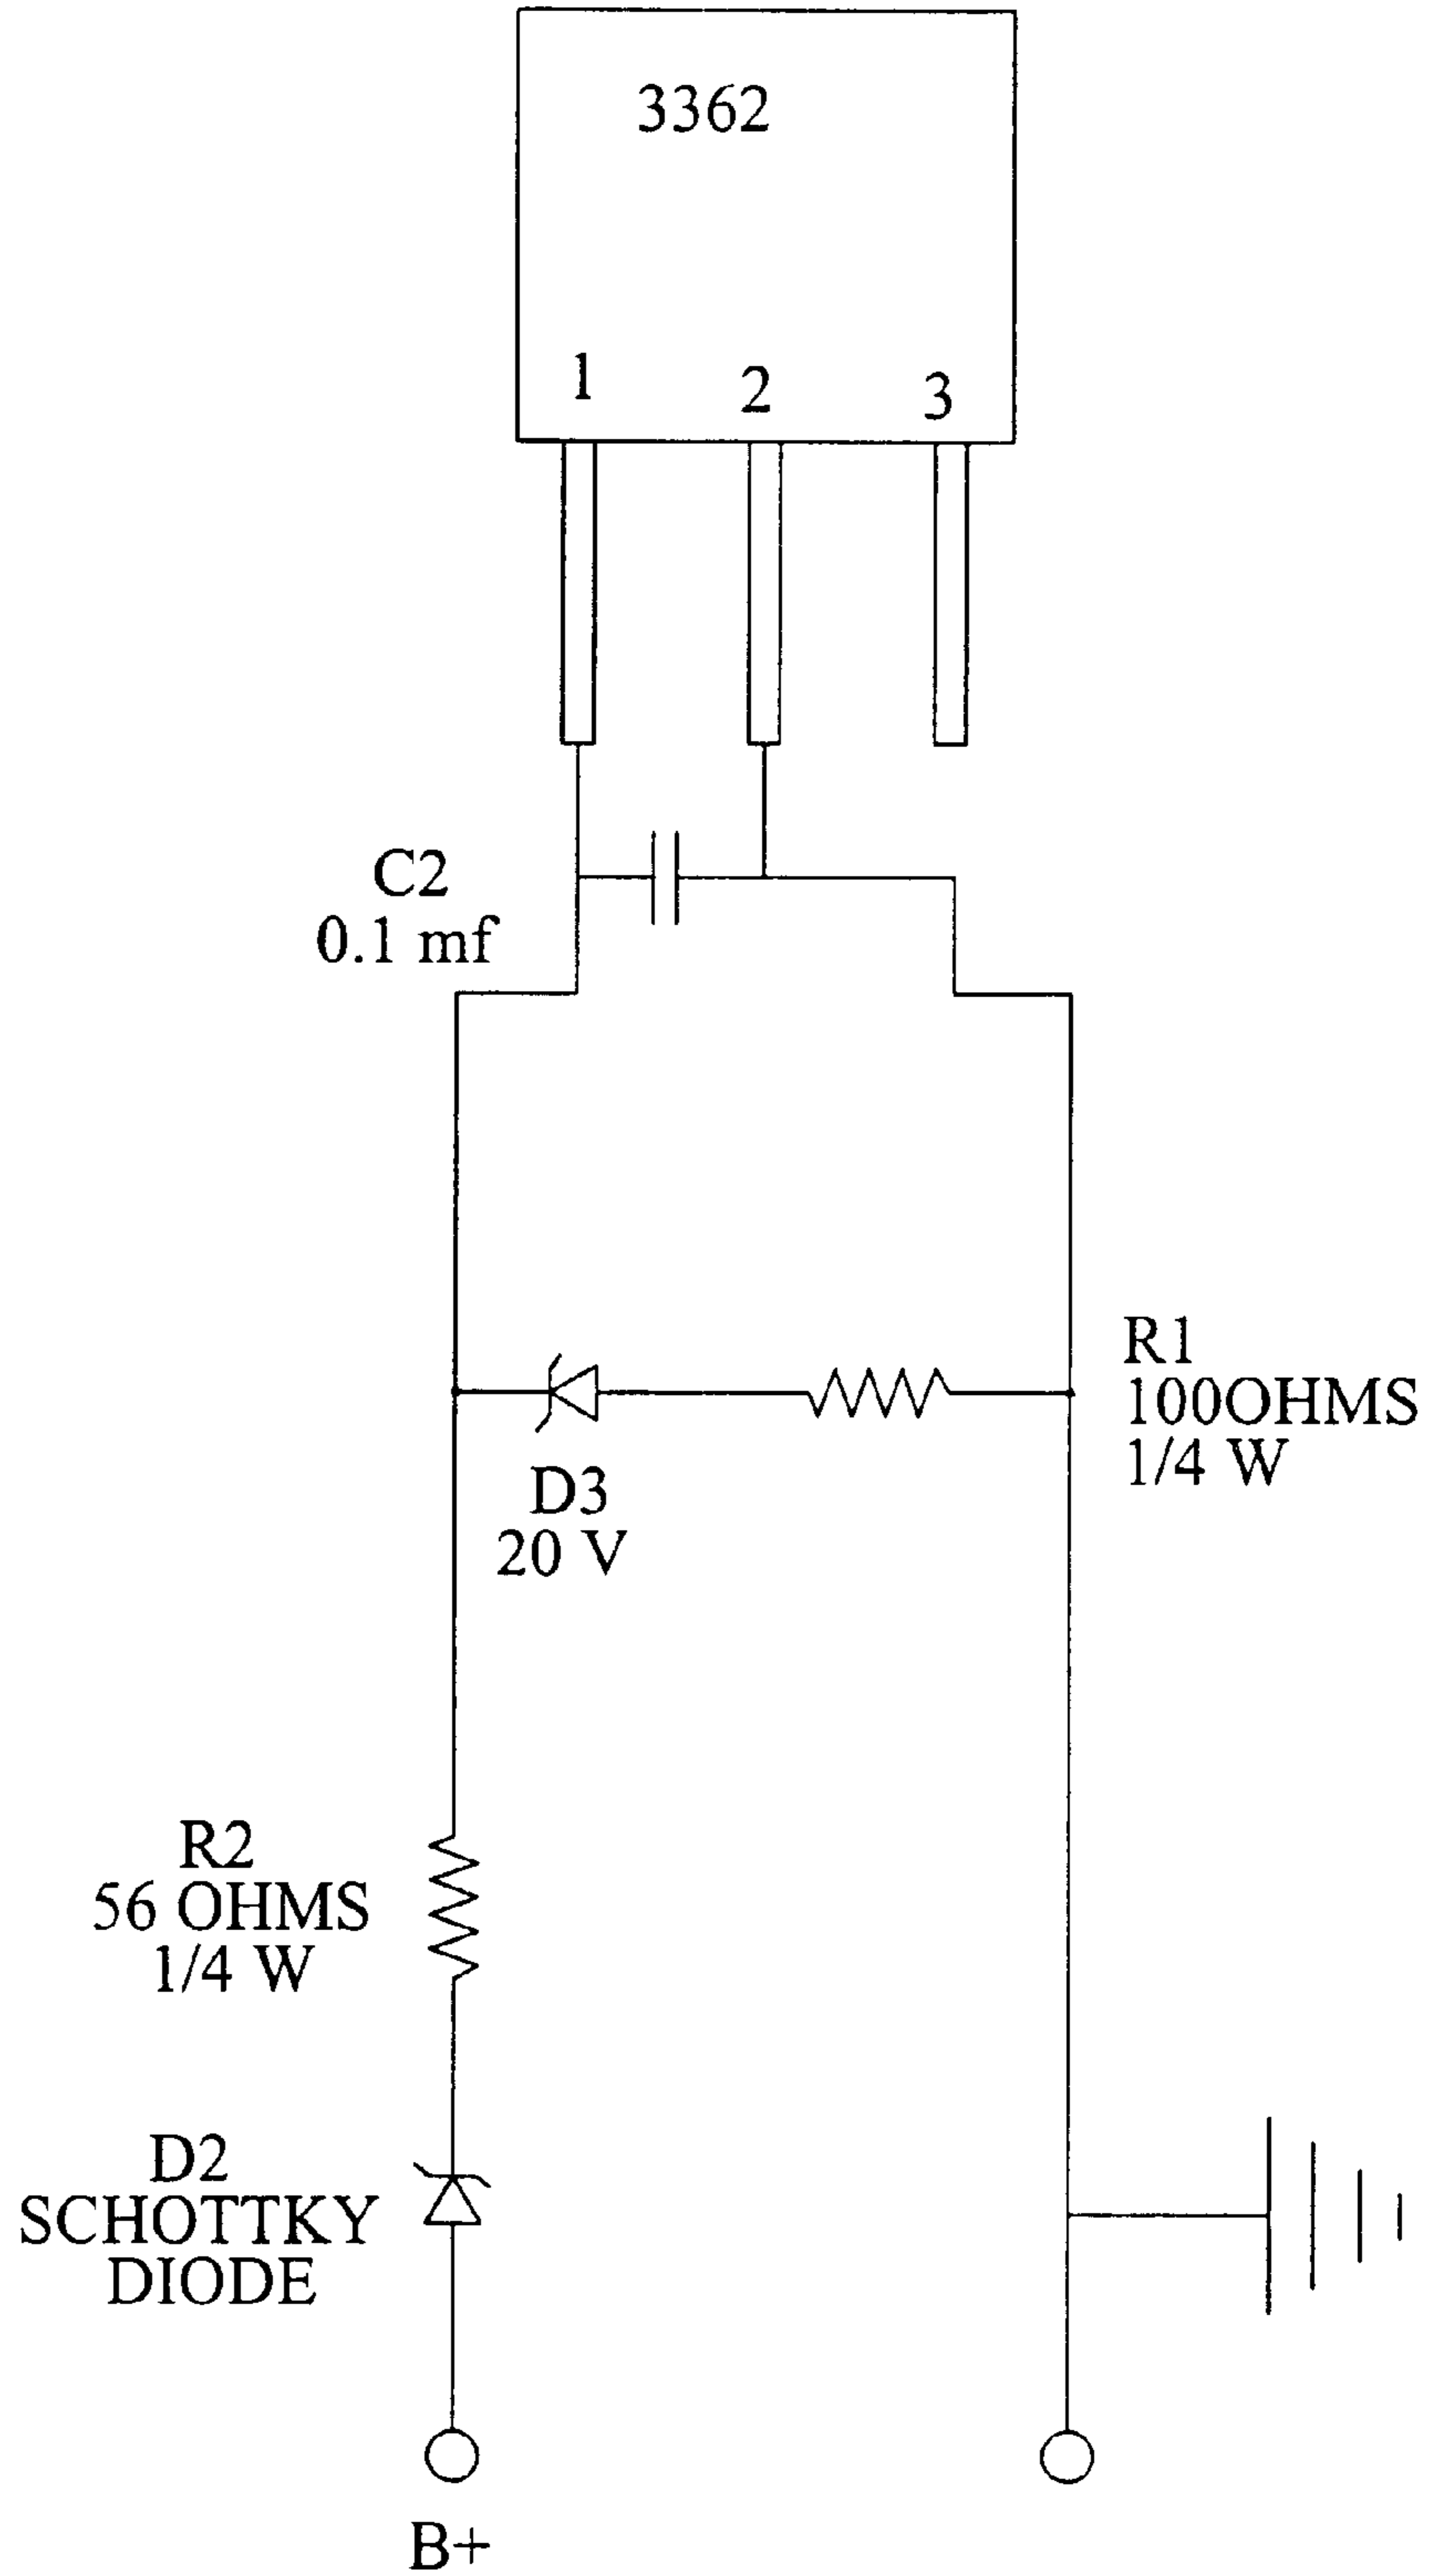 3362
1
2
3
C2
0.1 mf
R1
100OHMS
1/4 W
D3
20 V
R2
56 OHMS
1/4 W
D2
SCHOTTKY
DIODE
B+